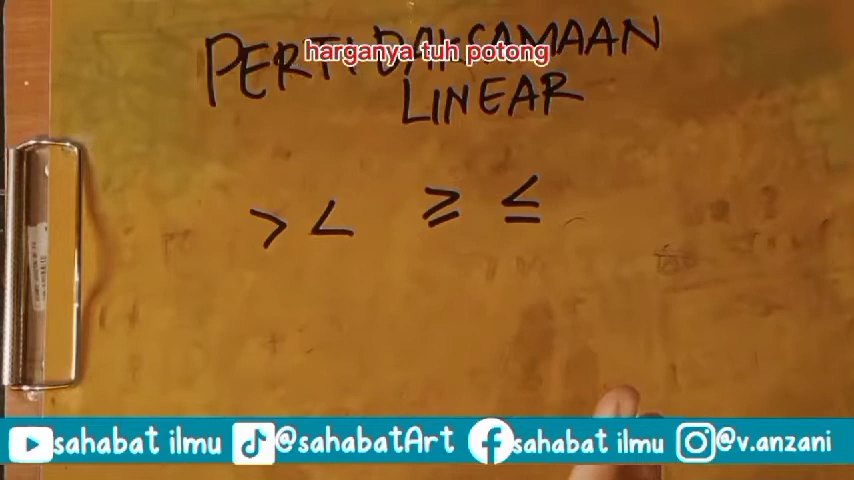 PERTIDAKSAMAAN
harganya tuh potong
LINEAR
> < ≥ ≤
sahabat ilmu @sahabatArt sahabat ilmu @v.anzani